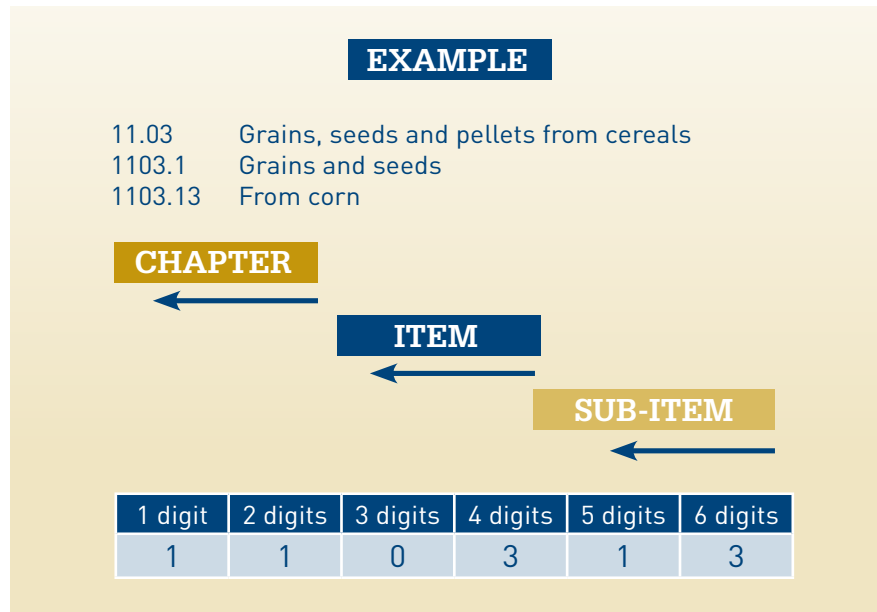 EXAMPLE
11.03 Grains, seeds and pellets from cereals
1103.1 Grains and seeds
1103.13 From corn
CHAPTER
ITEM
SUB-ITEM
1 digit 2 digits 3 digits 4 digits 5 digits 6 digits
1 1 0 3 1 3